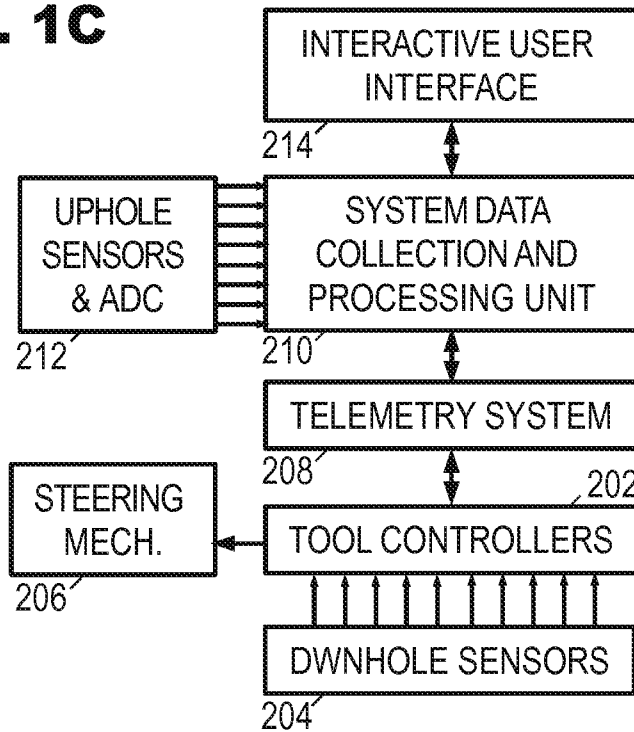 . 1C
INTERACTIVE USER
INTERFACE
214
UPHOLE
SENSORS
& ADC
212
SYSTEM DATA
COLLECTION AND
PROCESSING UNIT
210
TELEMETRY SYSTEM
208
202
STEERING
MECH.
206
TOOL CONTROLLERS
DWNHOLE SENSORS
204